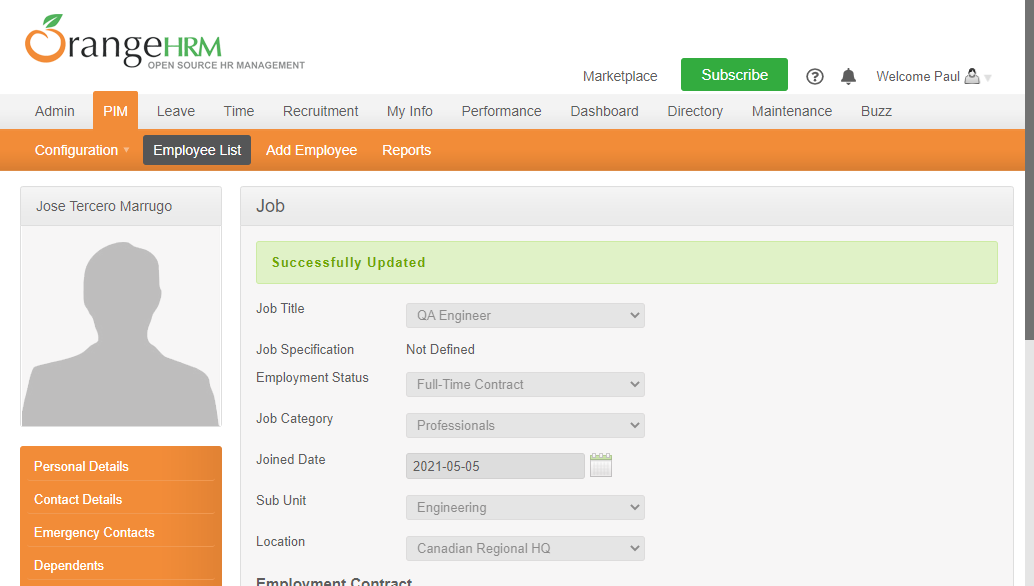 OrangeHRM
OPEN SOURCE HR MANAGEMENT
Marketplace
Subscribe
?
Welcome Paul
Admin
PIM
Leave
Time
Recruitment
My Info
Performance
Dashboard
Directory
Maintenance
Buzz
Configuration
Employee List
Add Employee
Reports
Jose Tercero Marrugo
Personal Details
Contact Details
Emergency Contacts
Dependents
Job
Successfully Updated
Job Title QA Engineer
Job Specification Not Defined
Employment Status Full-Time Contract
Job Category Professionals
Joined Date 2021-05-05
Sub Unit Engineering
Location Canadian Regional HQ
Employment Contract